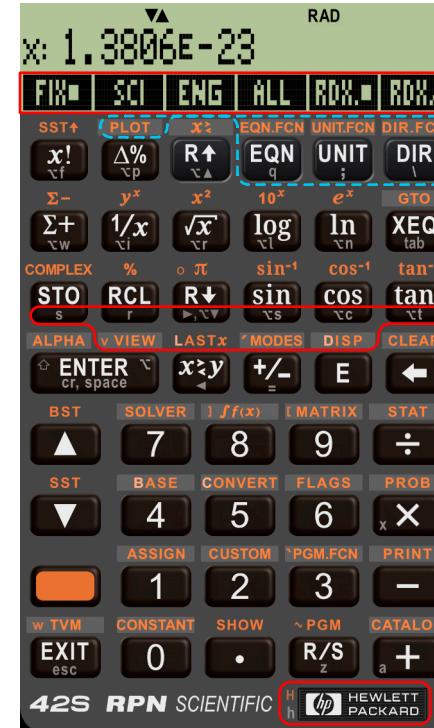 ▼▲ RAD
x: 1.3806E-23
FIX■ SCI ENG ALL RDX.■ RDX,
SST↑ PLOT x≷ EQN.FCN UNIT.FCN DIR.FC
x! Δ% R↑ EQN UNIT DIR
⌥f ⌥p ⌥▲ q ; \
Σ− yˣ x² 10ˣ eˣ GTO
Σ+ 1/x √x log ln XEQ
⌥w ⌥i ⌥r ⌥l ⌥n tab
COMPLEX % ○ π sin⁻¹ cos⁻¹ tan⁻
STO RCL R↓ sin cos tan
s r ▶,⌥▼ ⌥s ⌥c ⌥t
ALPHA v VIEW LASTx ′MODES DISP CLEAR
⇧ ENTER ⌥ x≷y +/− E ←
cr, space ◀ =
BST SOLVER ] ∫f(x) [ MATRIX STAT
▲ 7 8 9 ÷
SST BASE CONVERT FLAGS PROB
▼ 4 5 6 x ×
ASSIGN CUSTOM `PGM.FCN PRINT
1 2 3 −
w TVM CONSTANT SHOW ~ PGM CATALO
EXIT 0 . R/S a +
esc z
42S RPN SCIENTIFIC H h hp HEWLETT
PACKARD